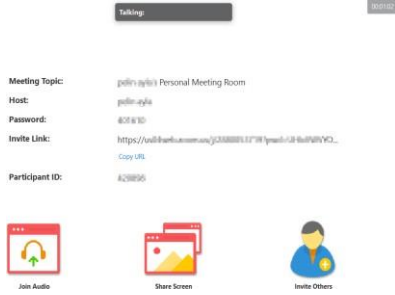 Talking:
00:01:02
Meeting Topic: Personal Meeting Room
Host:
Password:
Invite Link: https://
Copy URL
Participant ID:
Join Audio Share Screen Invite Others